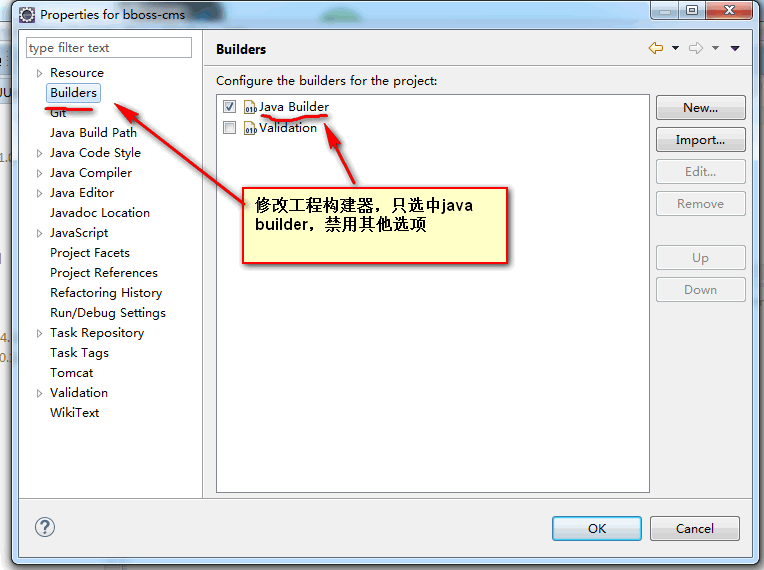 Properties for bboss-cms
type filter text
Resource
Builders
Git
Java Build Path
Java Code Style
Java Compiler
Java Editor
Javadoc Location
JavaScript
Project Facets
Project References
Refactoring History
Run/Debug Settings
Task Repository
Task Tags
Tomcat
Validation
WikiText
Builders
Configure the builders for the project:
Java Builder
Validation
修改工程构建器，只选中java
builder，禁用其他选项
New...
Import...
Edit...
Remove
Up
Down
OK
Cancel